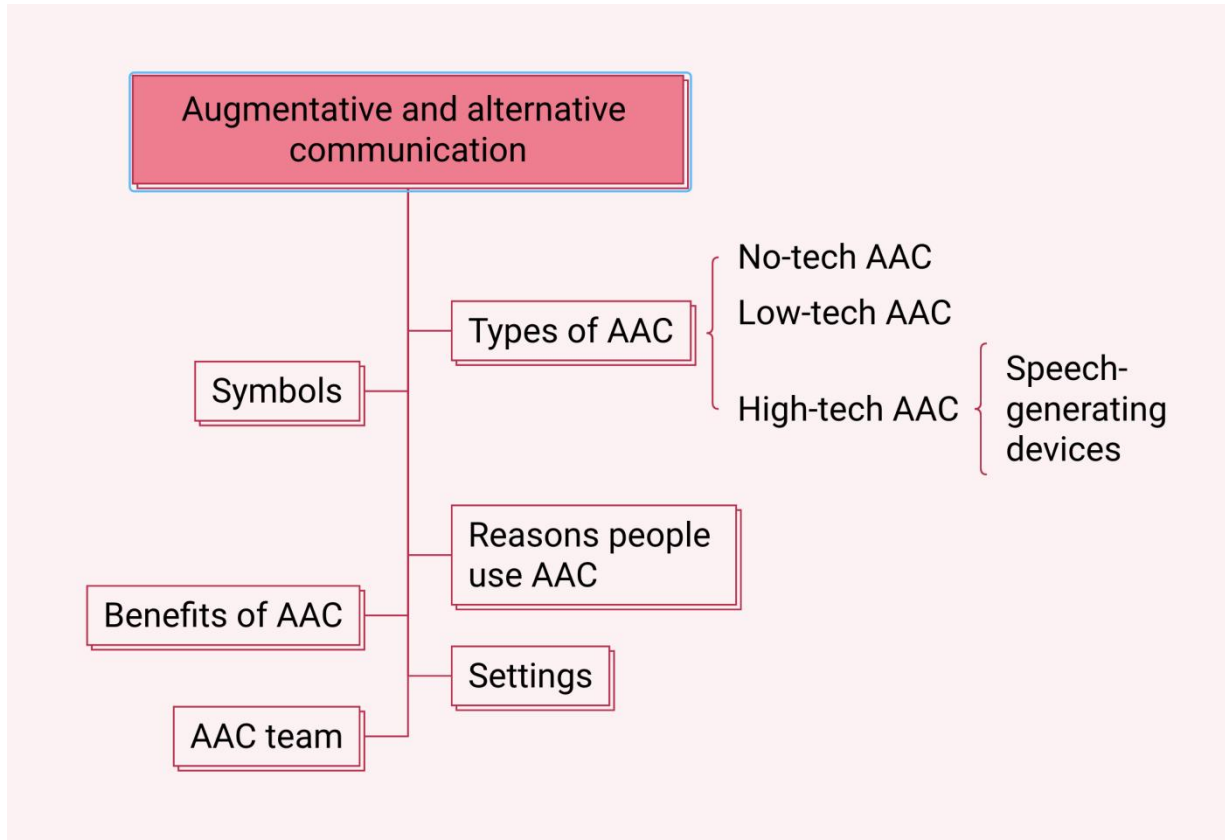 Augmentative and alternative
communication
Types of AAC
No-tech AAC
Low-tech AAC
High-tech AAC
Speech-
generating
devices
Symbols
Reasons people
use AAC
Benefits of AAC
Settings
AAC team